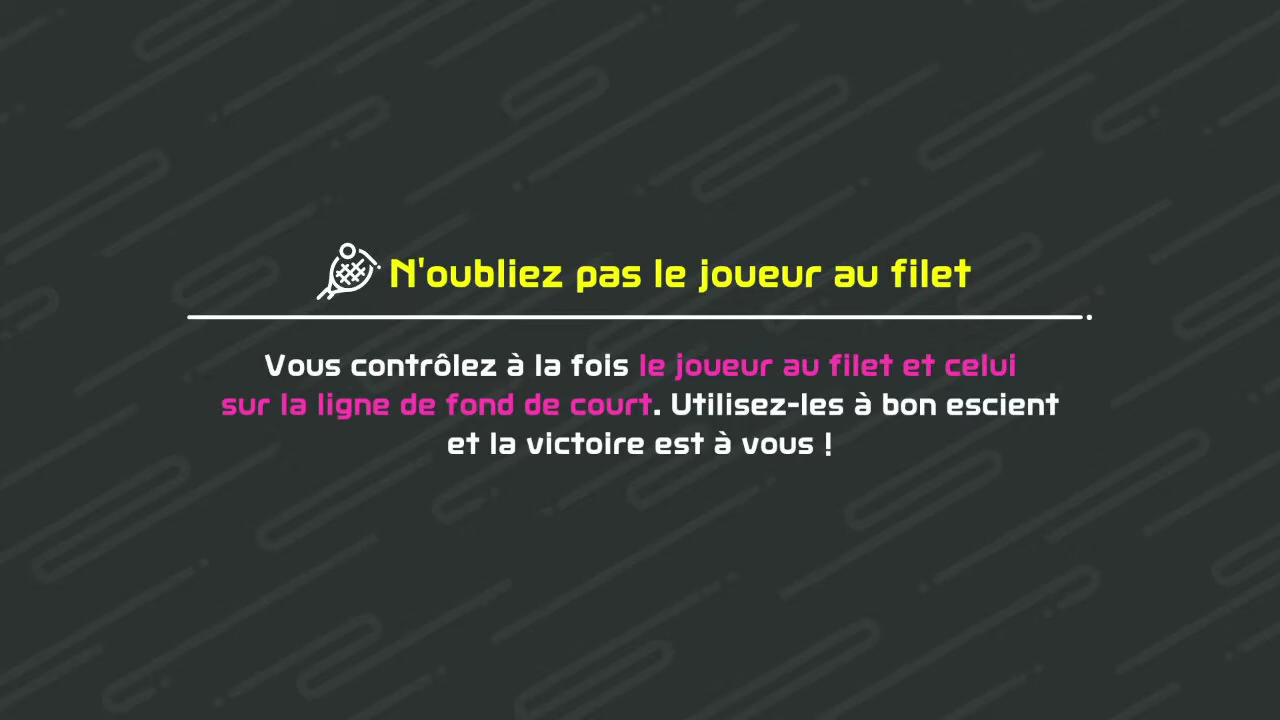 N'oubliez pas le joueur au filet
Vous contrôlez à la fois le joueur au filet et celui
sur la ligne de fond de court. Utilisez-les à bon escient
et la victoire est à vous !